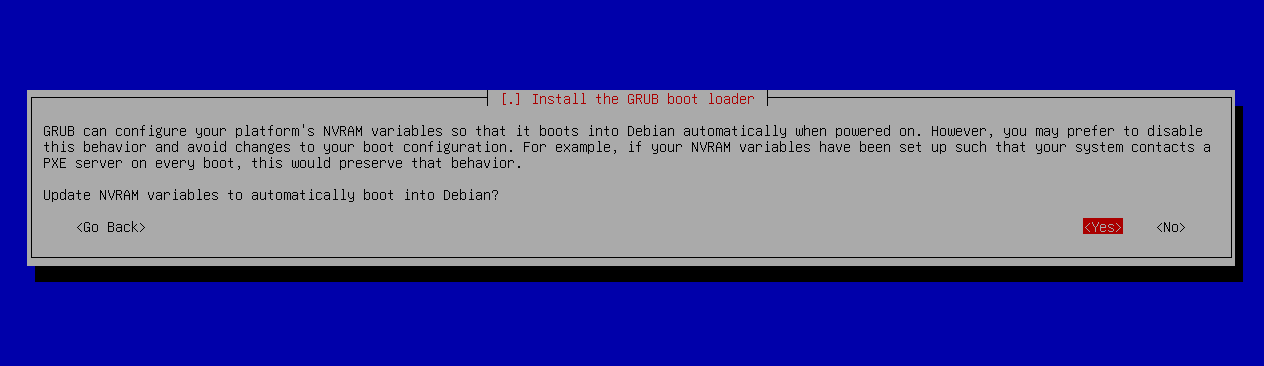 [.] Install the GRUB boot loader
GRUB can configure your platform's NVRAM variables so that it boots into Debian automatically when powered on. However, you may prefer to disable
this behavior and avoid changes to your boot configuration. For example, if your NVRAM variables have been set up such that your system contacts a
PXE server on every boot, this would preserve that behavior.
Update NVRAM variables to automatically boot into Debian?
<Go Back> <Yes> <No>